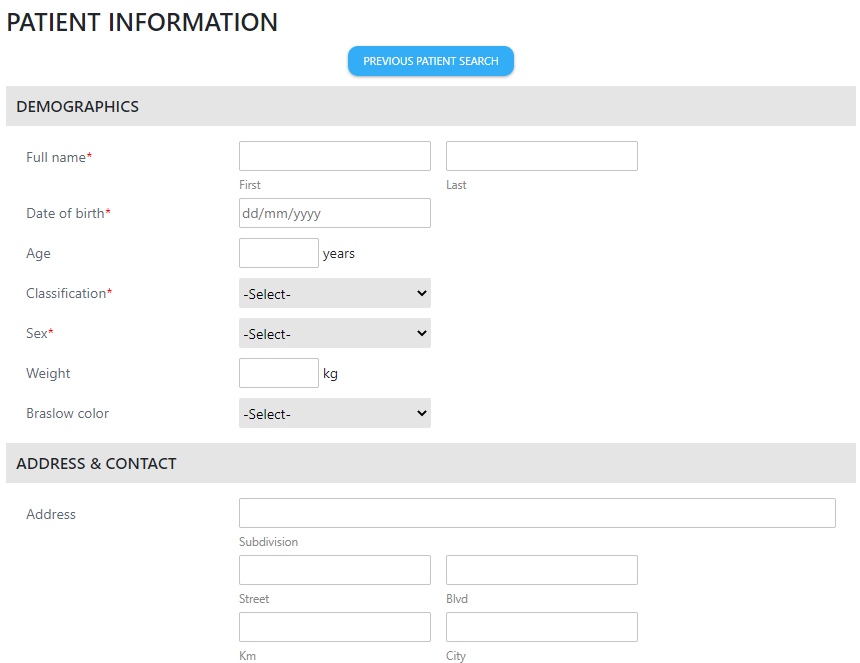 PATIENT INFORMATION
PREVIOUS PATIENT SEARCH
DEMOGRAPHICS
Full name*
First Last
Date of birth* dd/mm/yyyy
Age years
Classification* -Select-
Sex* -Select-
Weight kg
Braslow color -Select-
ADDRESS & CONTACT
Address
Subdivision
Street Blvd
Km City